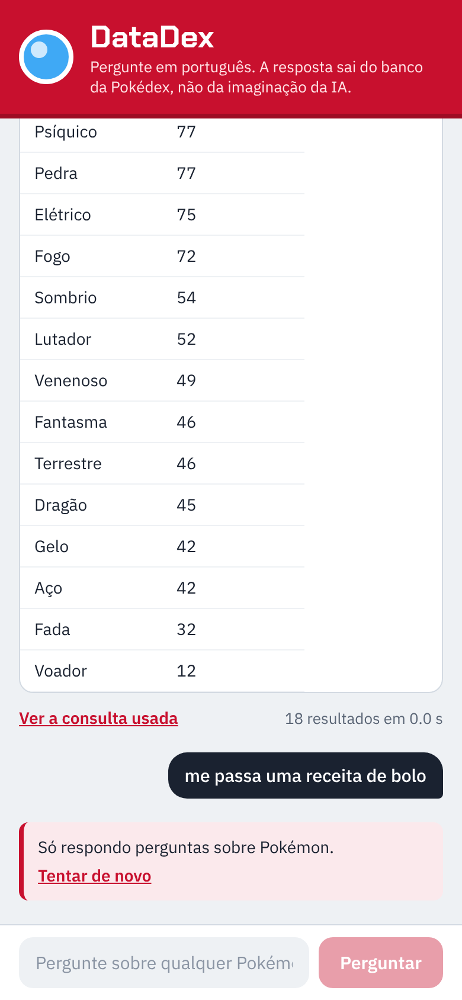 DataDex
Pergunte em português. A resposta sai do banco
da Pokédex, não da imaginação da IA.
Psíquico 77
Pedra 77
Elétrico 75
Fogo 72
Sombrio 54
Lutador 52
Venenoso 49
Fantasma 46
Terrestre 46
Dragão 45
Gelo 42
Aço 42
Fada 32
Voador 12
Ver a consulta usada 18 resultados em 0.0 s
me passa uma receita de bolo
Só respondo perguntas sobre Pokémon.
Tentar de novo
Pergunte sobre qualquer Pokém
Perguntar